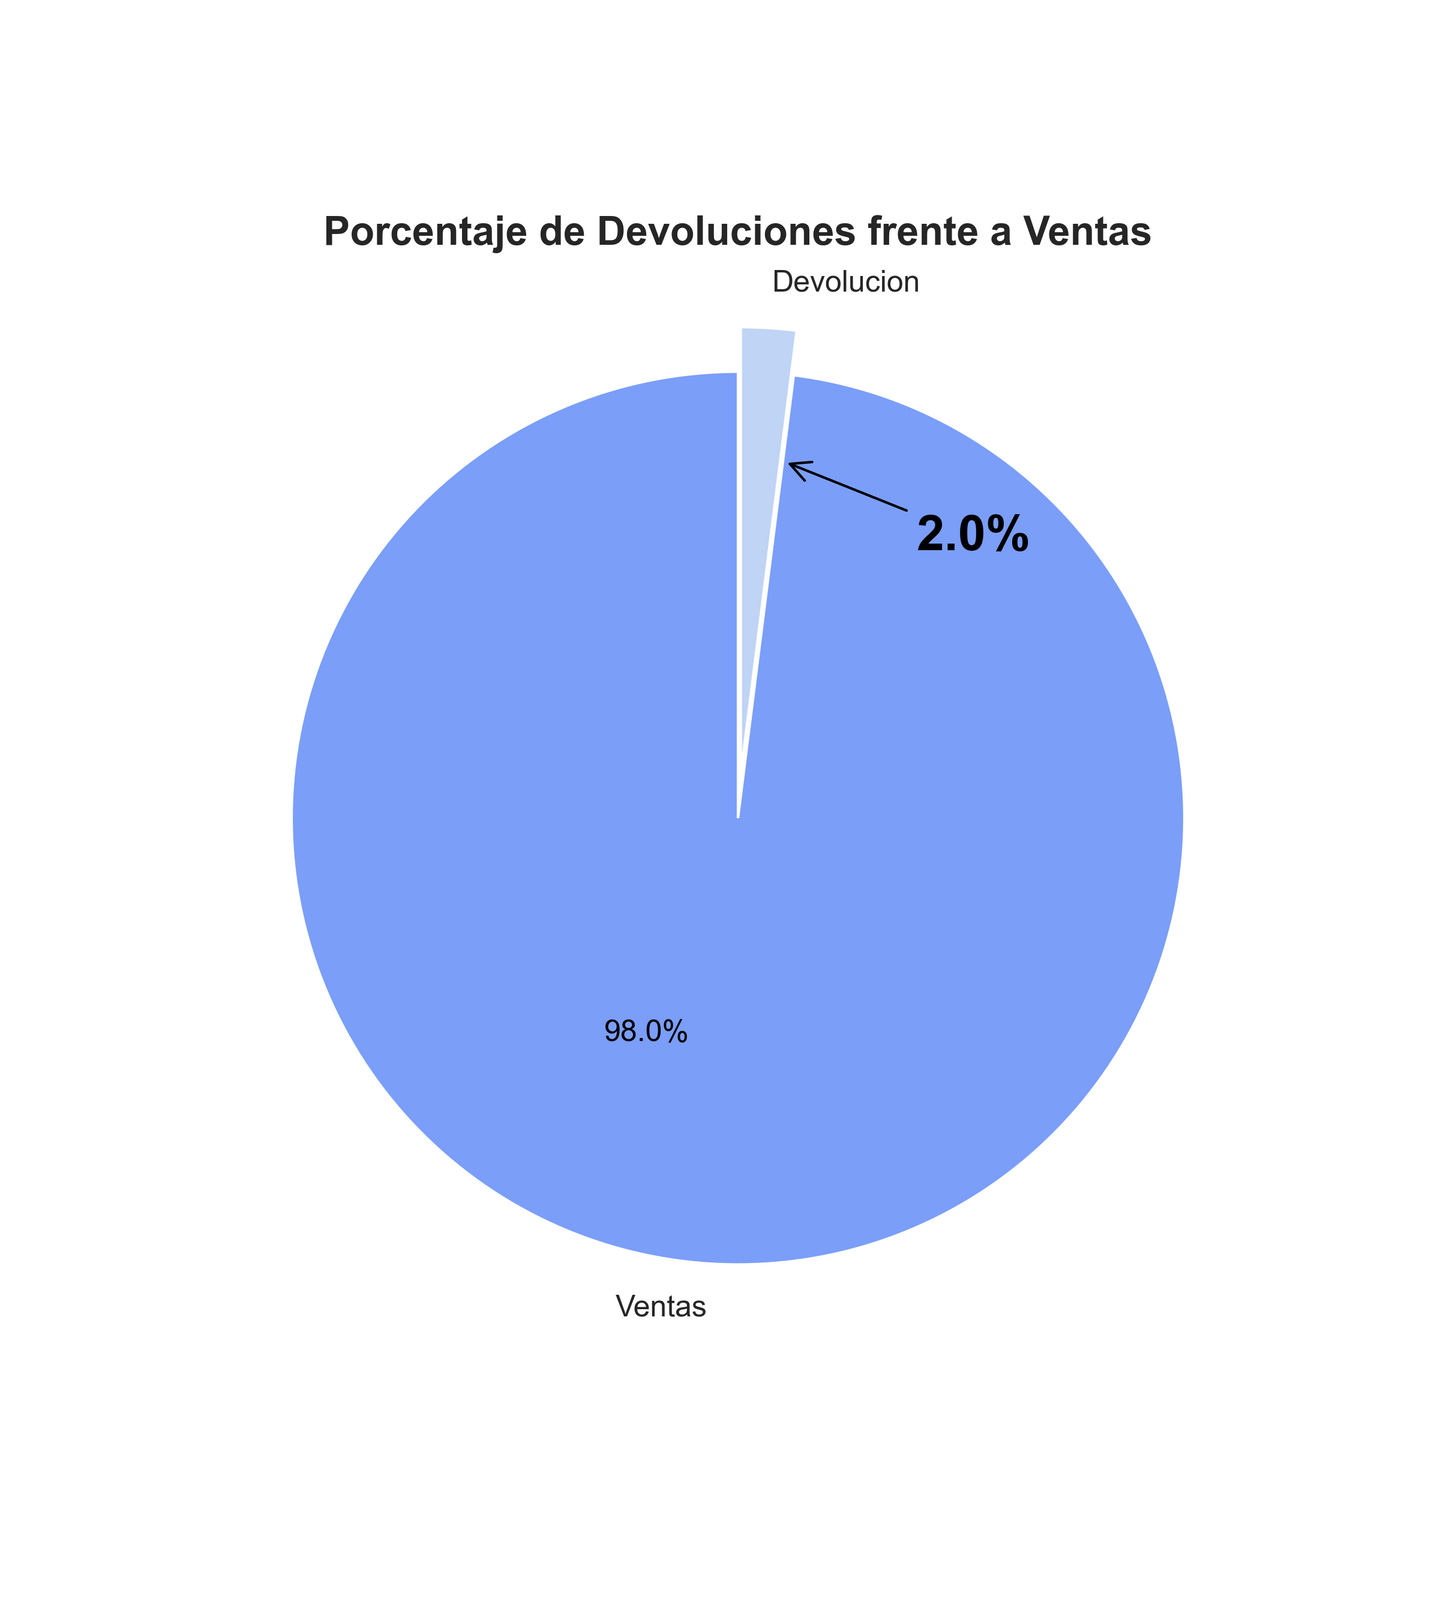 Porcentaje de Devoluciones frente a Ventas
Devolucion
2.0%
98.0%
Ventas